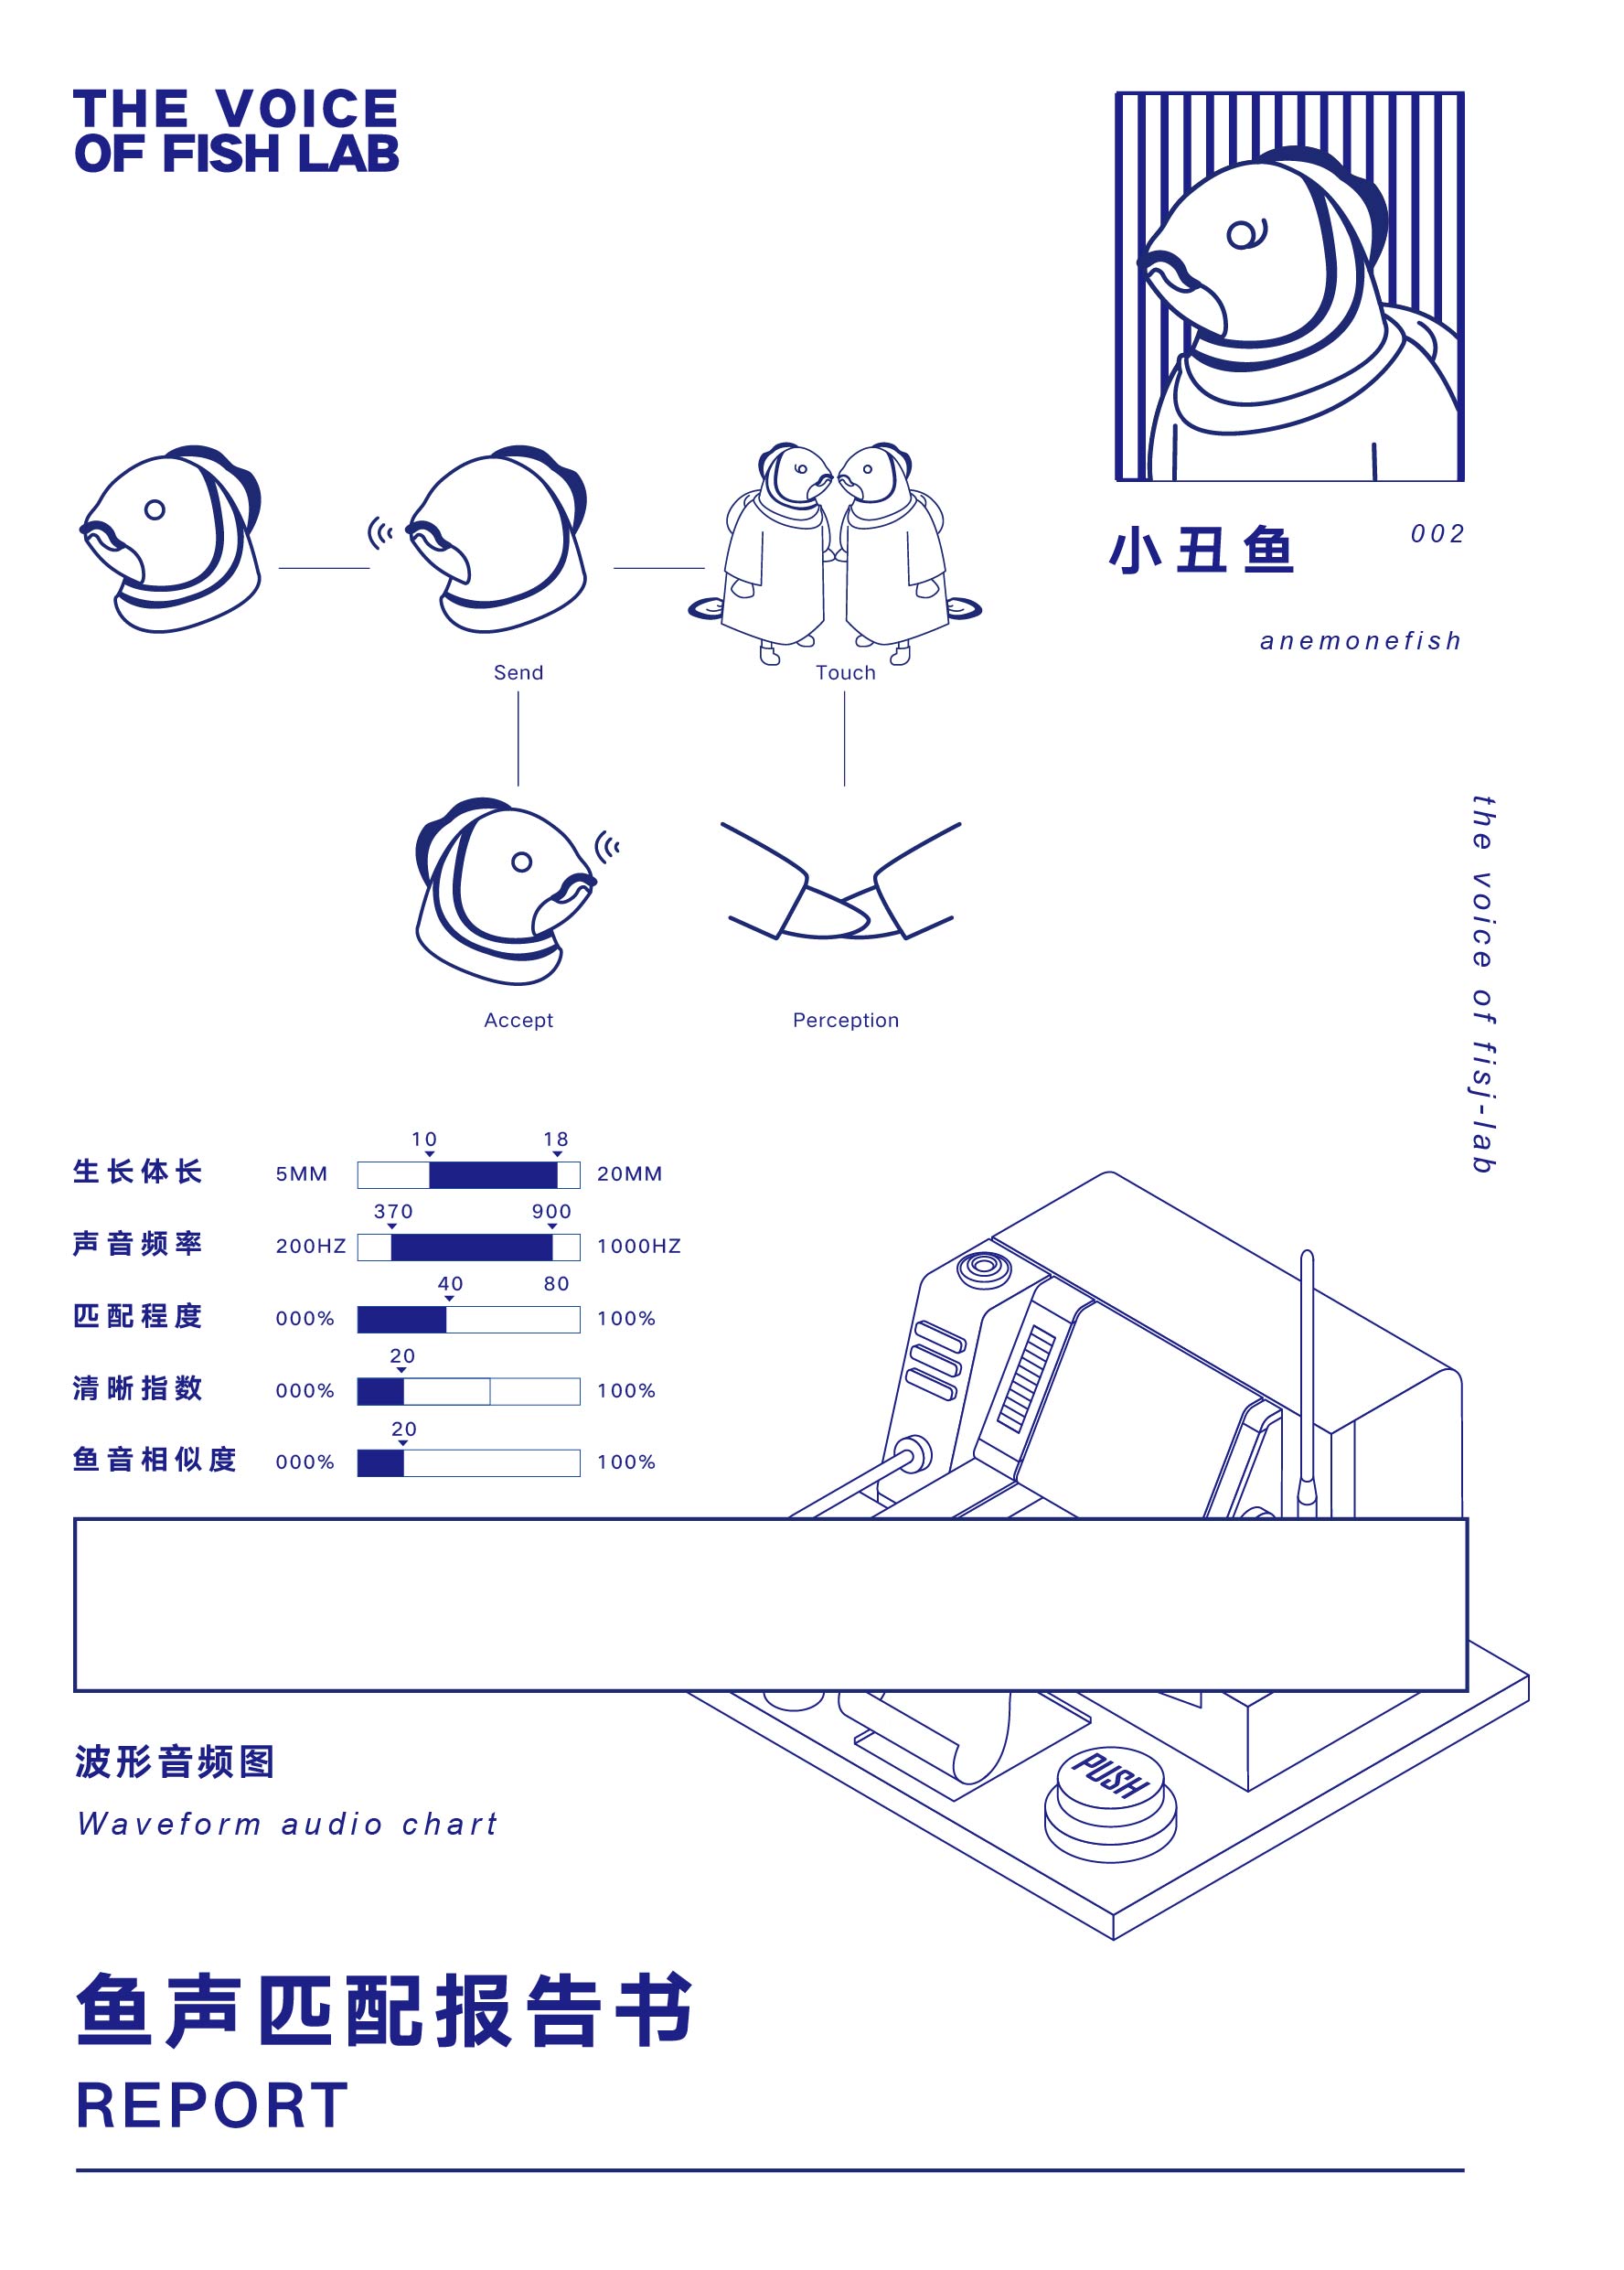 THE VOICE
OF FISH LAB
小丑鱼
002
anemonefish
Send
Touch
Accept
Perception
the voice of fisj-lab
10 18
生长体长 5MM 20MM
370 900
声音频率 200HZ 1000HZ
40 80
匹配程度 000% 100%
20
清晰指数 000% 100%
20
鱼音相似度 000% 100%
PUSH
波形音频图
Waveform audio chart
鱼声匹配报告书
REPORT